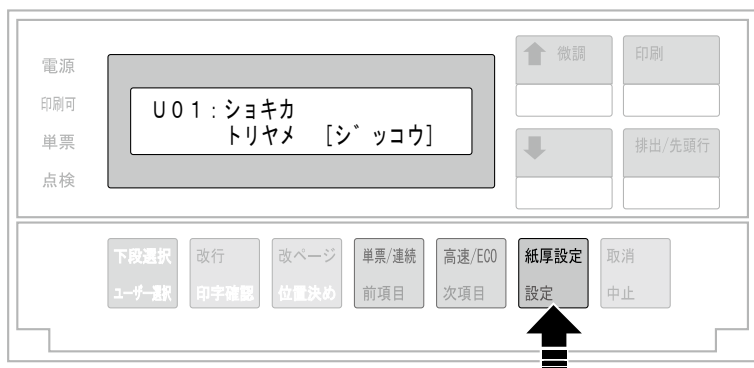 電源
印刷可
単票
点検
U01:ショキカ
トリヤメ [シ゛ッコウ]
微調
印刷
排出/先頭行
下段選択 改行 改ページ 単票/連続 高速/ECO 紙厚設定 取消
ユーザー選択 印字確認 位置決め 前項目 次項目 設定 中止